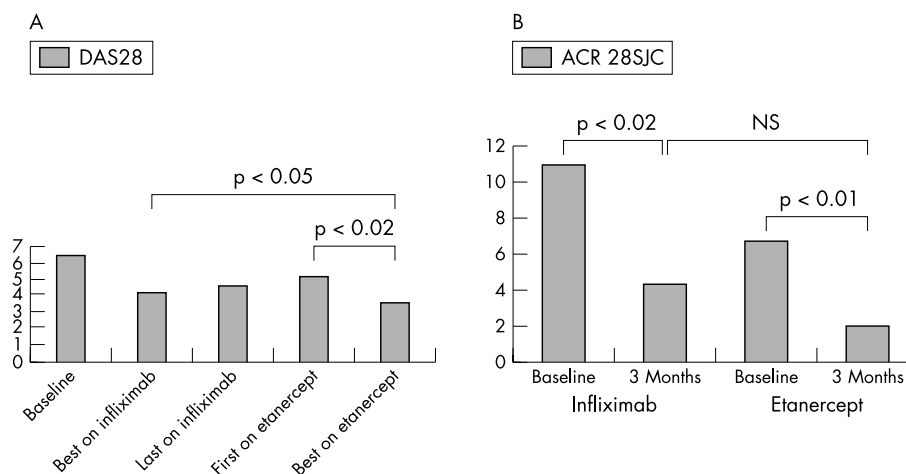 A
DAS28
p < 0.05
p < 0.02
7
6
5
4
3
2
1
0
Baseline
Best on infliximab
Last on infliximab
First on etanercept
Best on etanercept
B
ACR 28SJC
p < 0.02
NS
p < 0.01
12
10
8
6
4
2
0
Baseline
3 Months
Baseline
3 Months
Infliximab
Etanercept